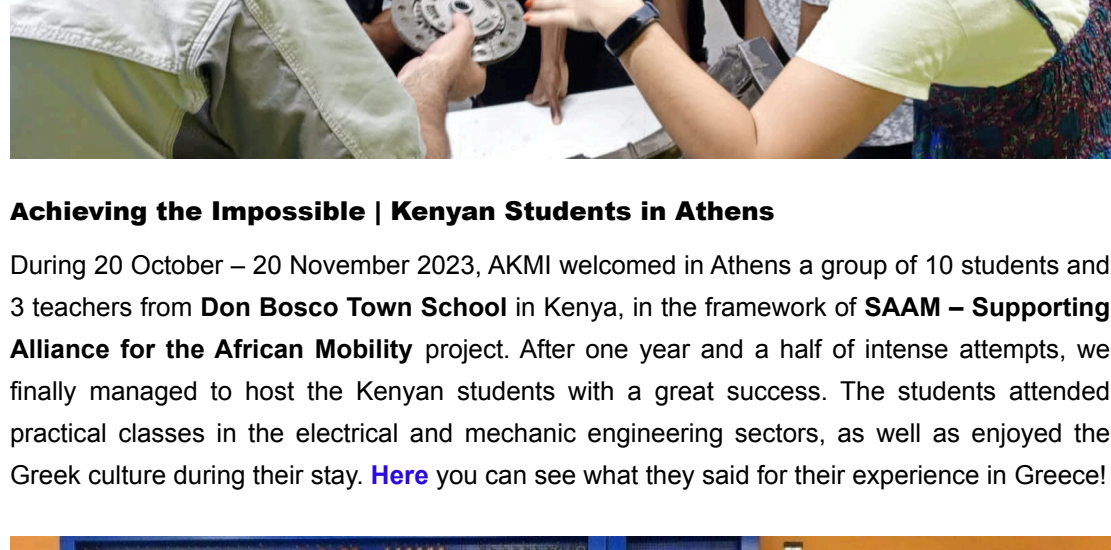 Achieving the Impossible | Kenyan Students in Athens
During 20 October – 20 November 2023, AKMI welcomed in Athens a group of 10 students and
3 teachers from Don Bosco Town School in Kenya, in the framework of SAAM – Supporting
Alliance for the African Mobility project. After one year and a half of intense attempts, we
finally managed to host the Kenyan students with a great success. The students attended
practical classes in the electrical and mechanic engineering sectors, as well as enjoyed the
Greek culture during their stay. Here you can see what they said for their experience in Greece!